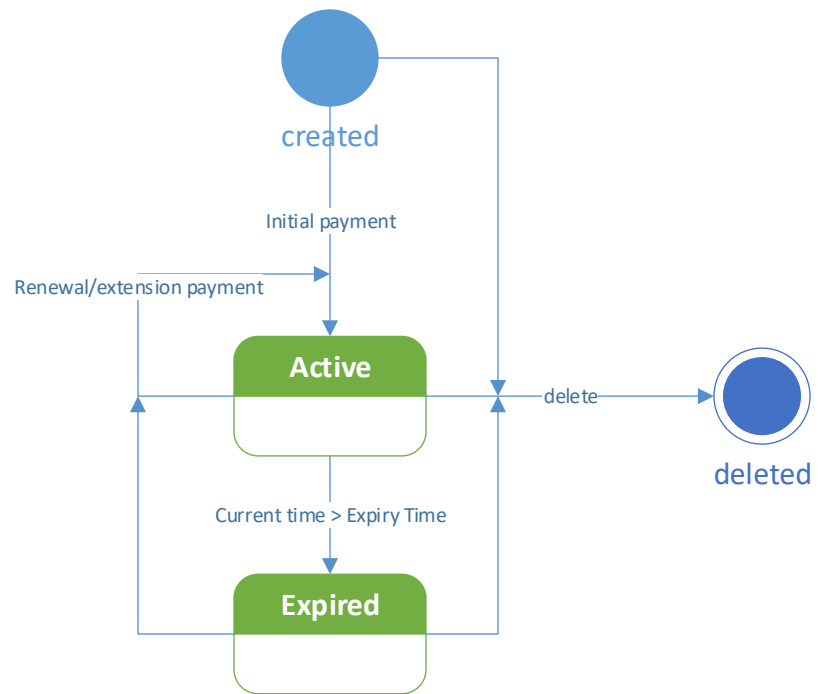 created
Initial payment
Renewal/extension payment
Active
delete
deleted
Current time > Expiry Time
Expired